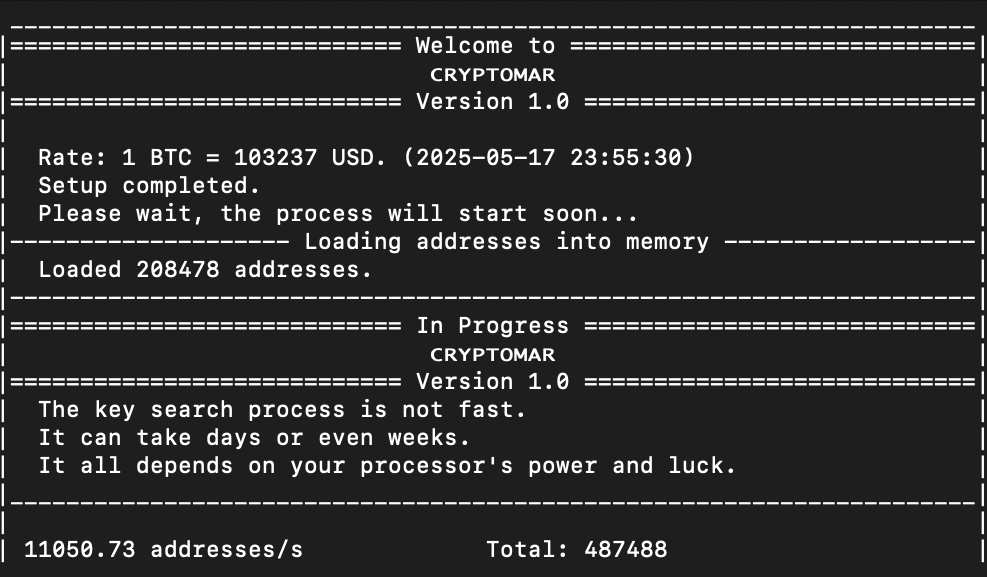 Welcome to
CRYPTOMAR
Version 1.0
Rate: 1 BTC = 103237 USD. (2025-05-17 23:55:30)
Setup completed.
Please wait, the process will start soon...
Loading addresses into memory
Loaded 208478 addresses.
In Progress
CRYPTOMAR
Version 1.0
The key search process is not fast.
It can take days or even weeks.
It all depends on your processor's power and luck.
11050.73 addresses/s Total: 487488